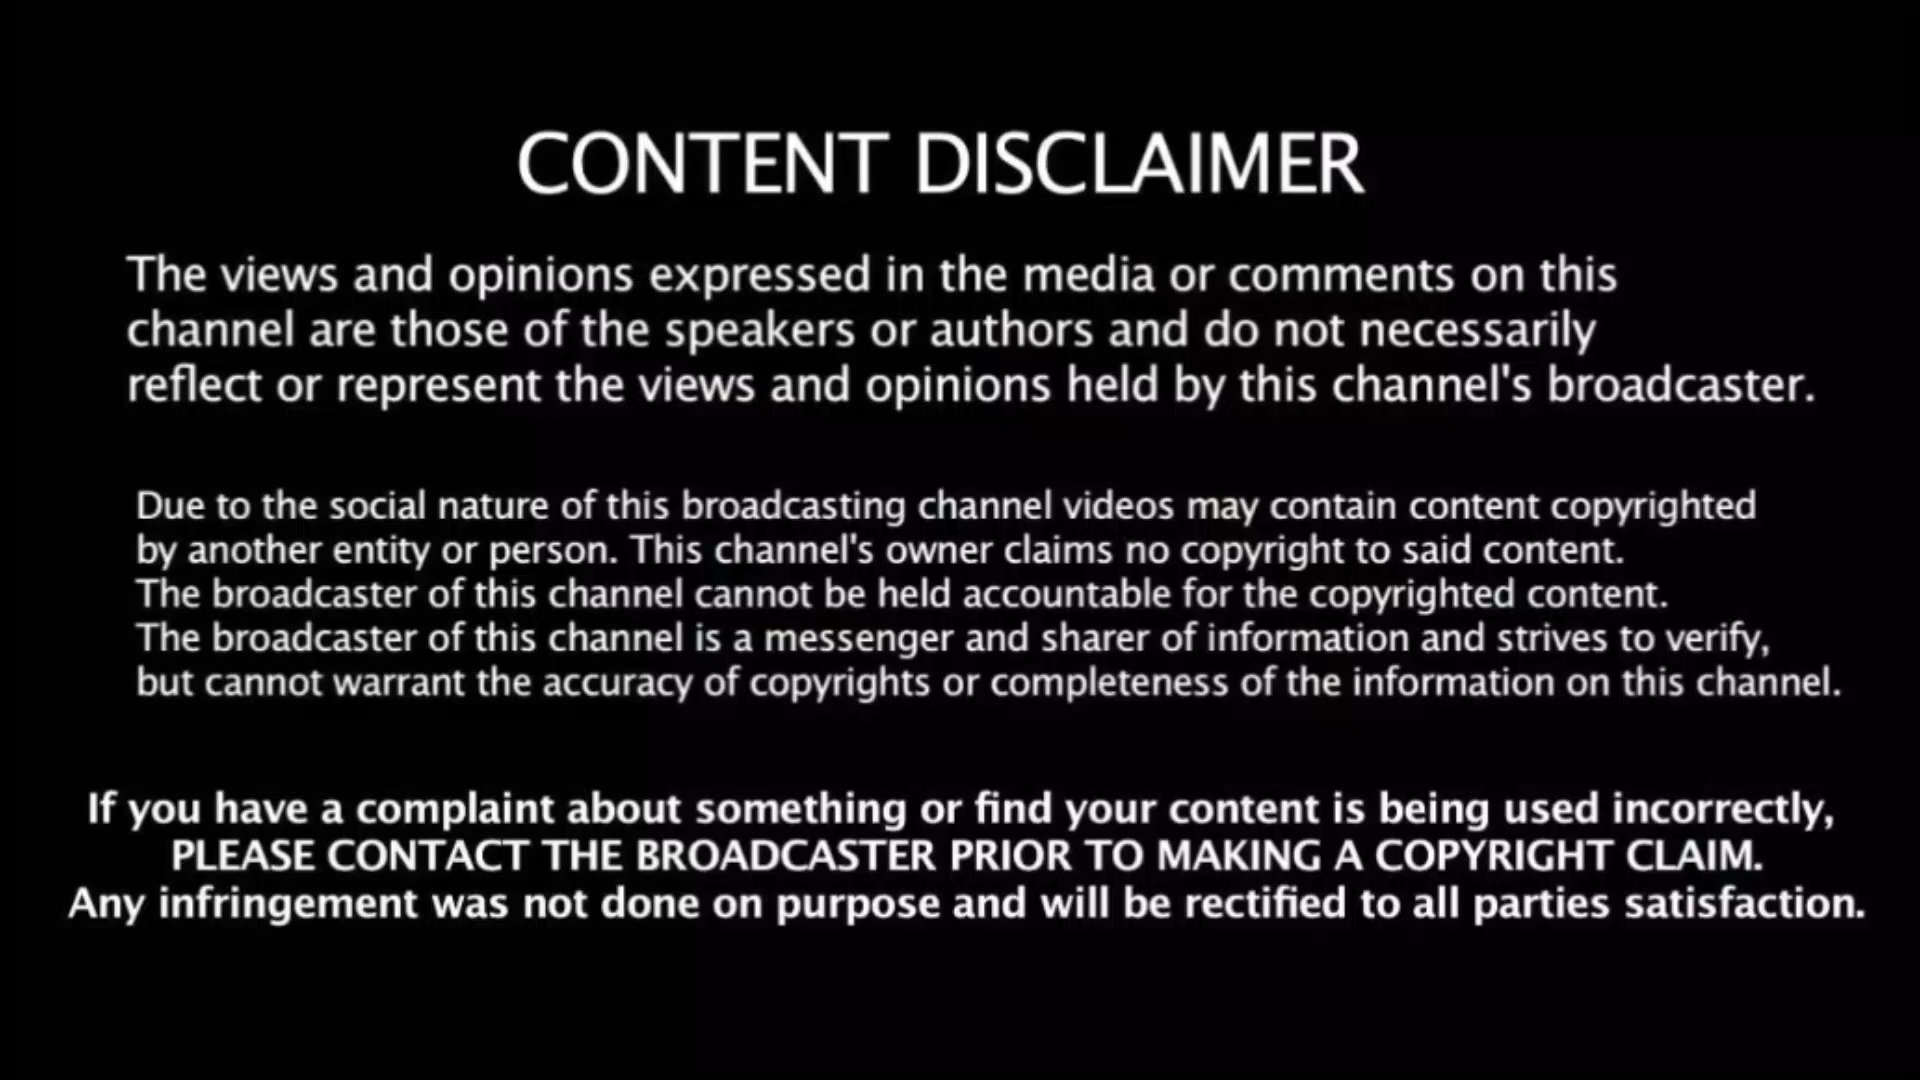 CONTENT DISCLAIMER
The views and opinions expressed in the media or comments on this
channel are those of the speakers or authors and do not necessarily
reflect or represent the views and opinions held by this channel's broadcaster.
Due to the social nature of this broadcasting channel videos may contain content copyrighted
by another entity or person. This channel's owner claims no copyright to said content.
The broadcaster of this channel cannot be held accountable for the copyrighted content.
The broadcaster of this channel is a messenger and sharer of information and strives to verify,
but cannot warrant the accuracy of copyrights or completeness of the information on this channel.
If you have a complaint about something or find your content is being used incorrectly,
PLEASE CONTACT THE BROADCASTER PRIOR TO MAKING A COPYRIGHT CLAIM.
Any infringement was not done on purpose and will be rectified to all parties satisfaction.